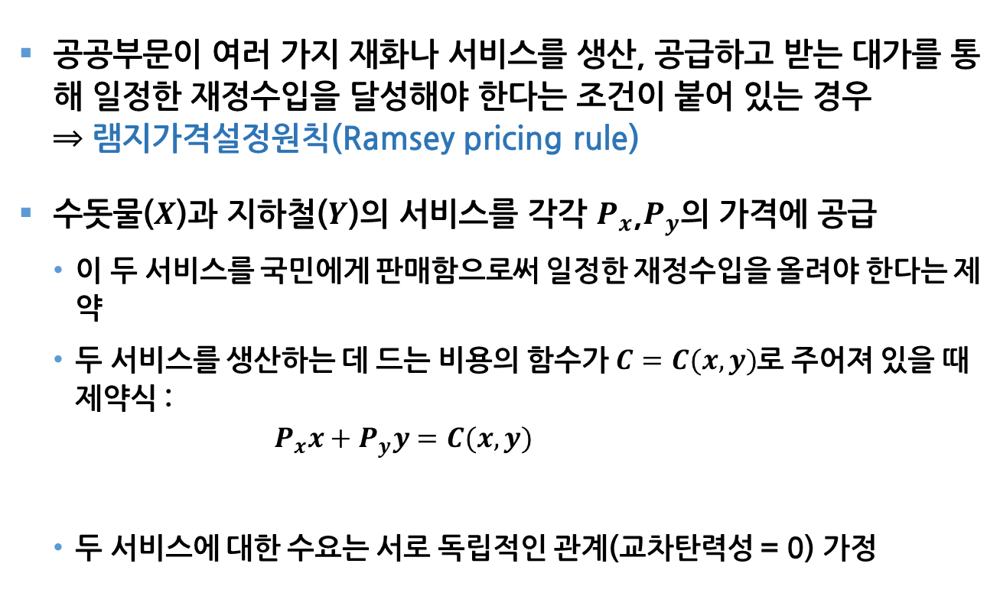 ▪ 공공부문이 여러 가지 재화나 서비스를 생산, 공급하고 받는 대가를 통
해 일정한 재정수입을 달성해야 한다는 조건이 붙어 있는 경우
⇒ 램지가격설정원칙(Ramsey pricing rule)
▪ 수돗물(X)과 지하철(Y)의 서비스를 각각 Pₓ,Pᵧ의 가격에 공급
• 이 두 서비스를 국민에게 판매함으로써 일정한 재정수입을 올려야 한다는 제
약
• 두 서비스를 생산하는 데 드는 비용의 함수가 C = C(x, y)로 주어져 있을 때
제약식 :
Pₓx + Pᵧy = C(x, y)
• 두 서비스에 대한 수요는 서로 독립적인 관계(교차탄력성 = 0) 가정